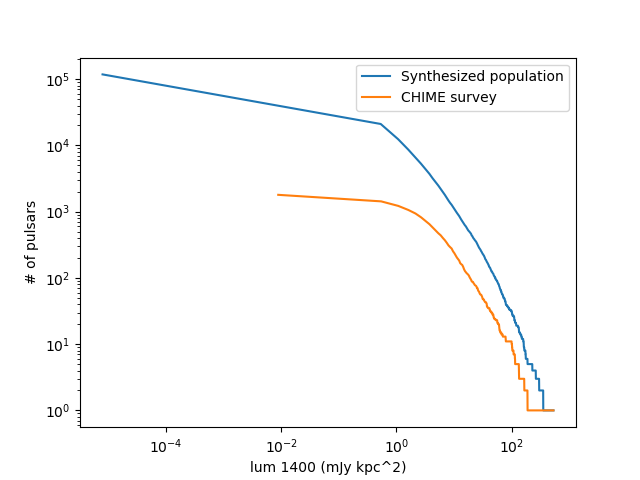 Synthesized population
CHIME survey
# of pulsars
10^5
10^4
10^3
10^2
10^1
10^0
10^-4
10^-2
10^0
10^2
lum 1400 (mJy kpc^2)